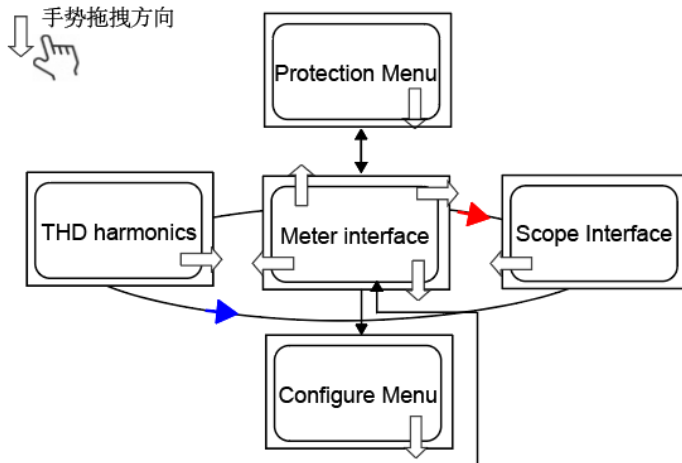 手势拖拽方向
Protection Menu
THD harmonics
Meter interface
Scope Interface
Configure Menu